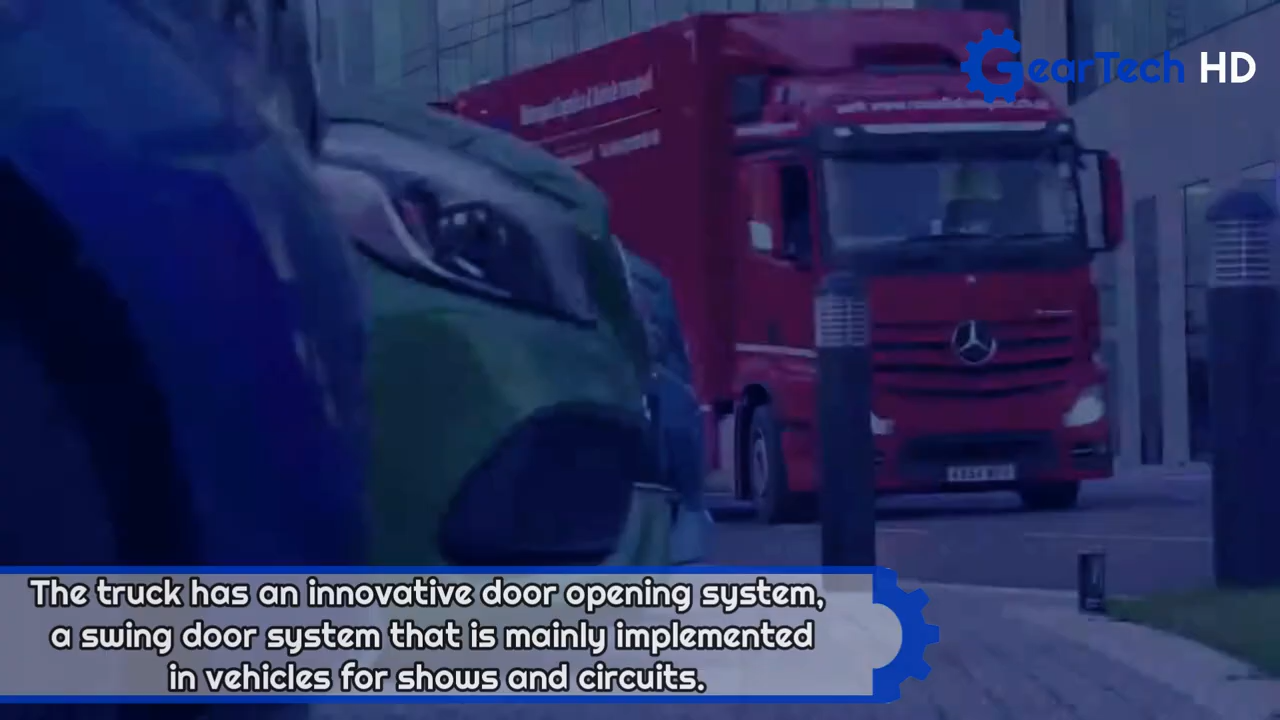 GearTech HD
The truck has an innovative door opening system,
a swing door system that is mainly implemented
in vehicles for shows and circuits.